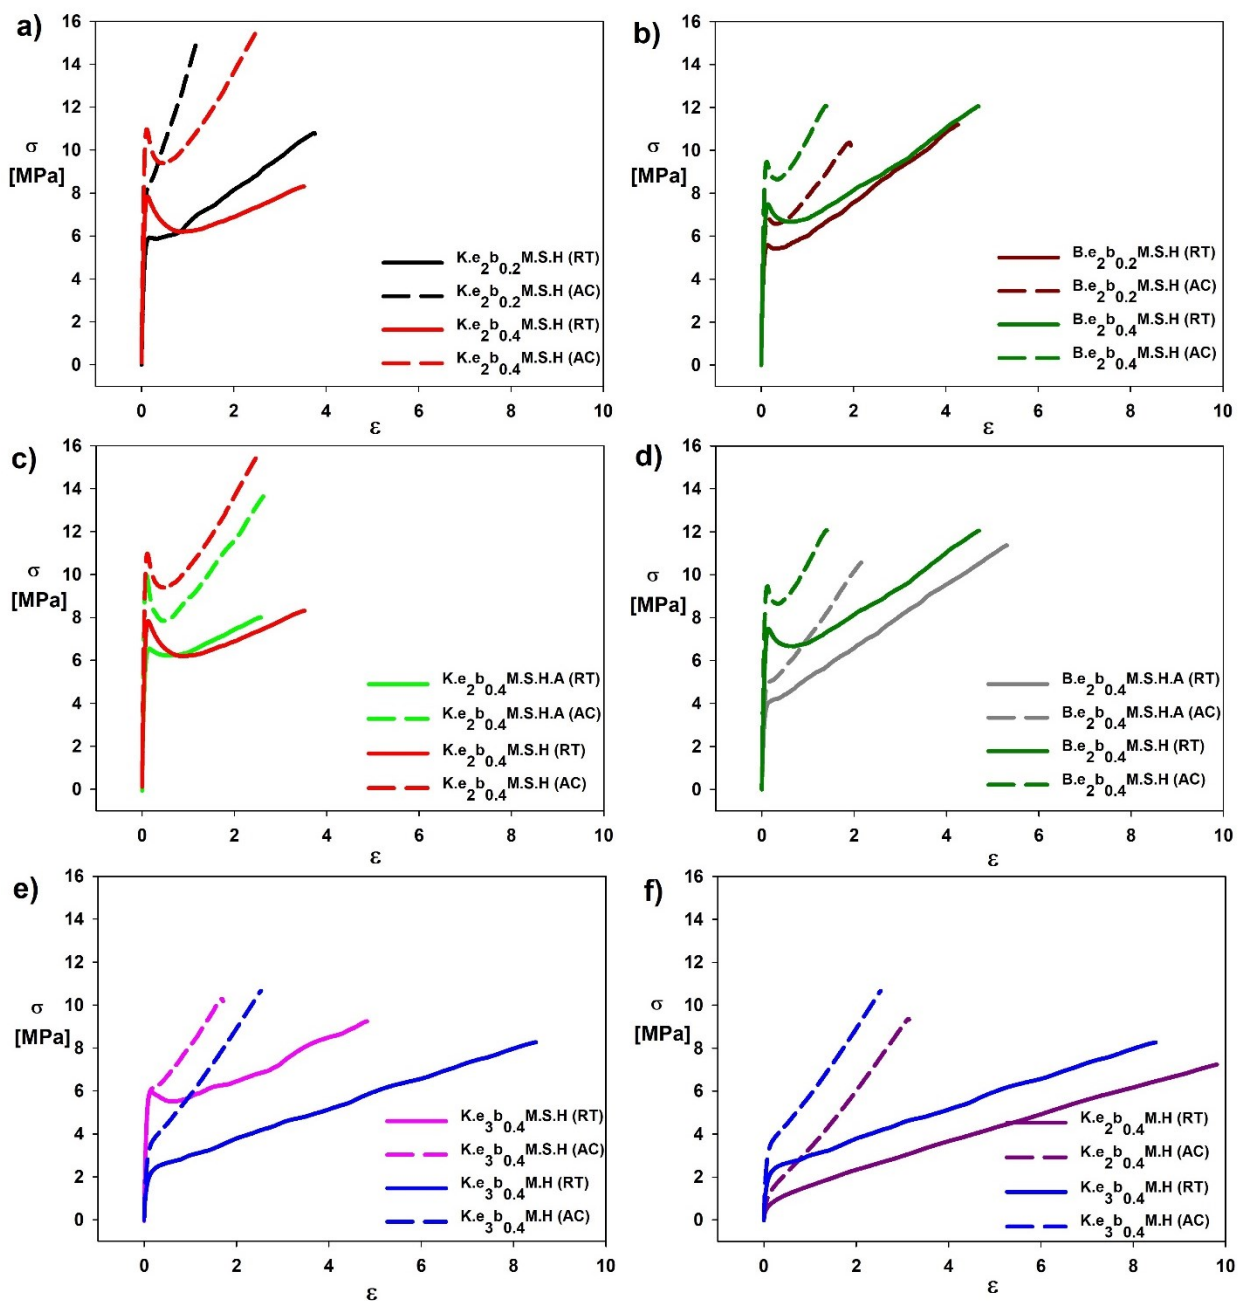 a)
16
14
12
10
8
6
4
2
0
σ
[MPa]
K.e2b0.2M.S.H (RT)
K.e2b0.2M.S.H (AC)
K.e2b0.4M.S.H (RT)
K.e2b0.4M.S.H (AC)
0 2 4 6 8 10
ε
b)
16
14
12
10
8
6
4
2
0
σ
[MPa]
B.e2b0.2M.S.H (RT)
B.e2b0.2M.S.H (AC)
B.e2b0.4M.S.H (RT)
B.e2b0.4M.S.H (AC)
0 2 4 6 8 10
ε
c)
16
14
12
10
8
6
4
2
0
σ
[MPa]
K.e2b0.4M.S.H.A (RT)
K.e2b0.4M.S.H.A (AC)
K.e2b0.4M.S.H (RT)
K.e2b0.4M.S.H (AC)
0 2 4 6 8 10
ε
d)
16
14
12
10
8
6
4
2
0
σ
[MPa]
B.e2b0.4M.S.H.A (RT)
B.e2b0.4M.S.H.A (AC)
B.e2b0.4M.S.H (RT)
B.e2b0.4M.S.H (AC)
0 2 4 6 8 10
ε
e)
16
14
12
10
8
6
4
2
0
σ
[MPa]
K.e3b0.4M.S.H (RT)
K.e3b0.4M.S.H (AC)
K.e3b0.4M.H (RT)
K.e3b0.4M.H (AC)
0 2 4 6 8 10
ε
f)
16
14
12
10
8
6
4
2
0
σ
[MPa]
K.e2b0.4M.H (RT)
K.e2b0.4M.H (AC)
K.e3b0.4M.H (RT)
K.e3b0.4M.H (AC)
0 2 4 6 8 10
ε